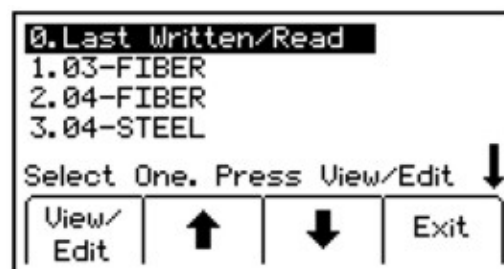 0.Last Written/Read
1.03-FIBER
2.04-FIBER
3.04-STEEL
Select One. Press View/Edit
View/
Edit
Exit